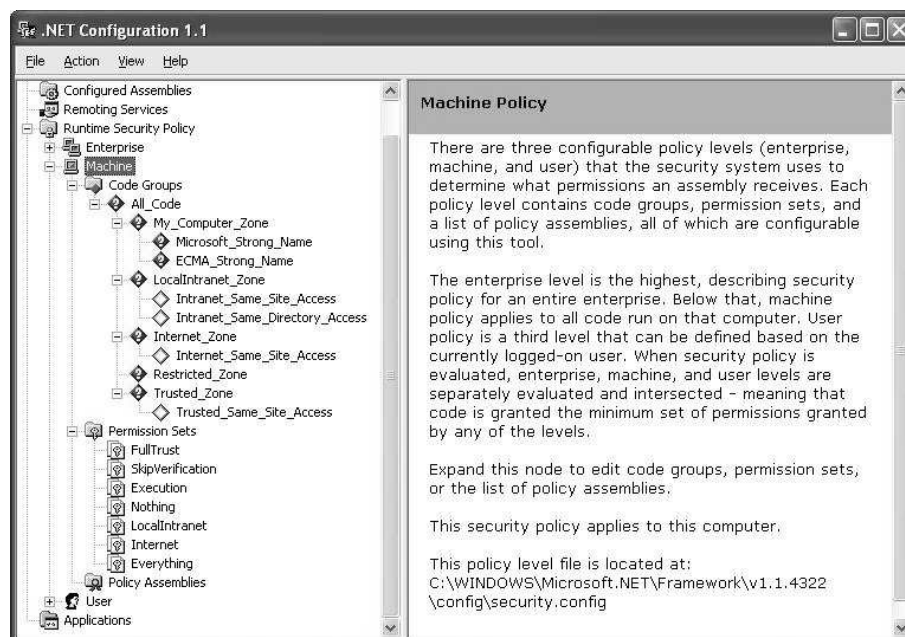 .NET Configuration 1.1
File Action View Help
Configured Assemblies
Remoting Services
Runtime Security Policy
Enterprise
Machine
Code Groups
All_Code
My_Computer_Zone
Microsoft_Strong_Name
ECMA_Strong_Name
LocalIntranet_Zone
Intranet_Same_Site_Access
Intranet_Same_Directory_Access
Internet_Zone
Internet_Same_Site_Access
Restricted_Zone
Trusted_Zone
Trusted_Same_Site_Access
Permission Sets
FullTrust
SkipVerification
Execution
Nothing
LocalIntranet
Internet
Everything
Policy Assemblies
User
Applications
Machine Policy
There are three configurable policy levels (enterprise,
machine, and user) that the security system uses to
determine what permissions an assembly receives. Each
policy level contains code groups, permission sets, and
a list of policy assemblies, all of which are configurable
using this tool.
The enterprise level is the highest, describing security
policy for an entire enterprise. Below that, machine
policy applies to all code run on that computer. User
policy is a third level that can be defined based on the
currently logged-on user. When security policy is
evaluated, enterprise, machine, and user levels are
separately evaluated and intersected - meaning that
code is granted the minimum set of permissions granted
by any of the levels.
Expand this node to edit code groups, permission sets,
or the list of policy assemblies.
This security policy applies to this computer.
This policy level file is located at:
C:\WINDOWS\Microsoft.NET\Framework\v1.1.4322
\config\security.config